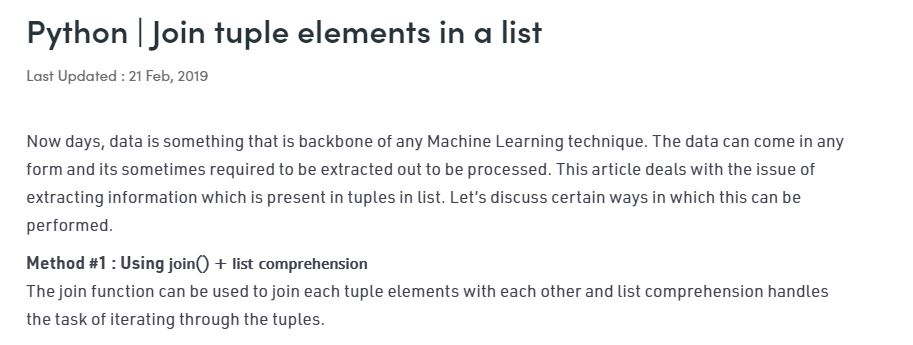 Python | Join tuple elements in a list
Last Updated : 21 Feb, 2019
Now days, data is something that is backbone of any Machine Learning technique. The data can come in any
form and its sometimes required to be extracted out to be processed. This article deals with the issue of
extracting information which is present in tuples in list. Let's discuss certain ways in which this can be
performed.
Method #1 : Using join() + list comprehension
The join function can be used to join each tuple elements with each other and list comprehension handles
the task of iterating through the tuples.